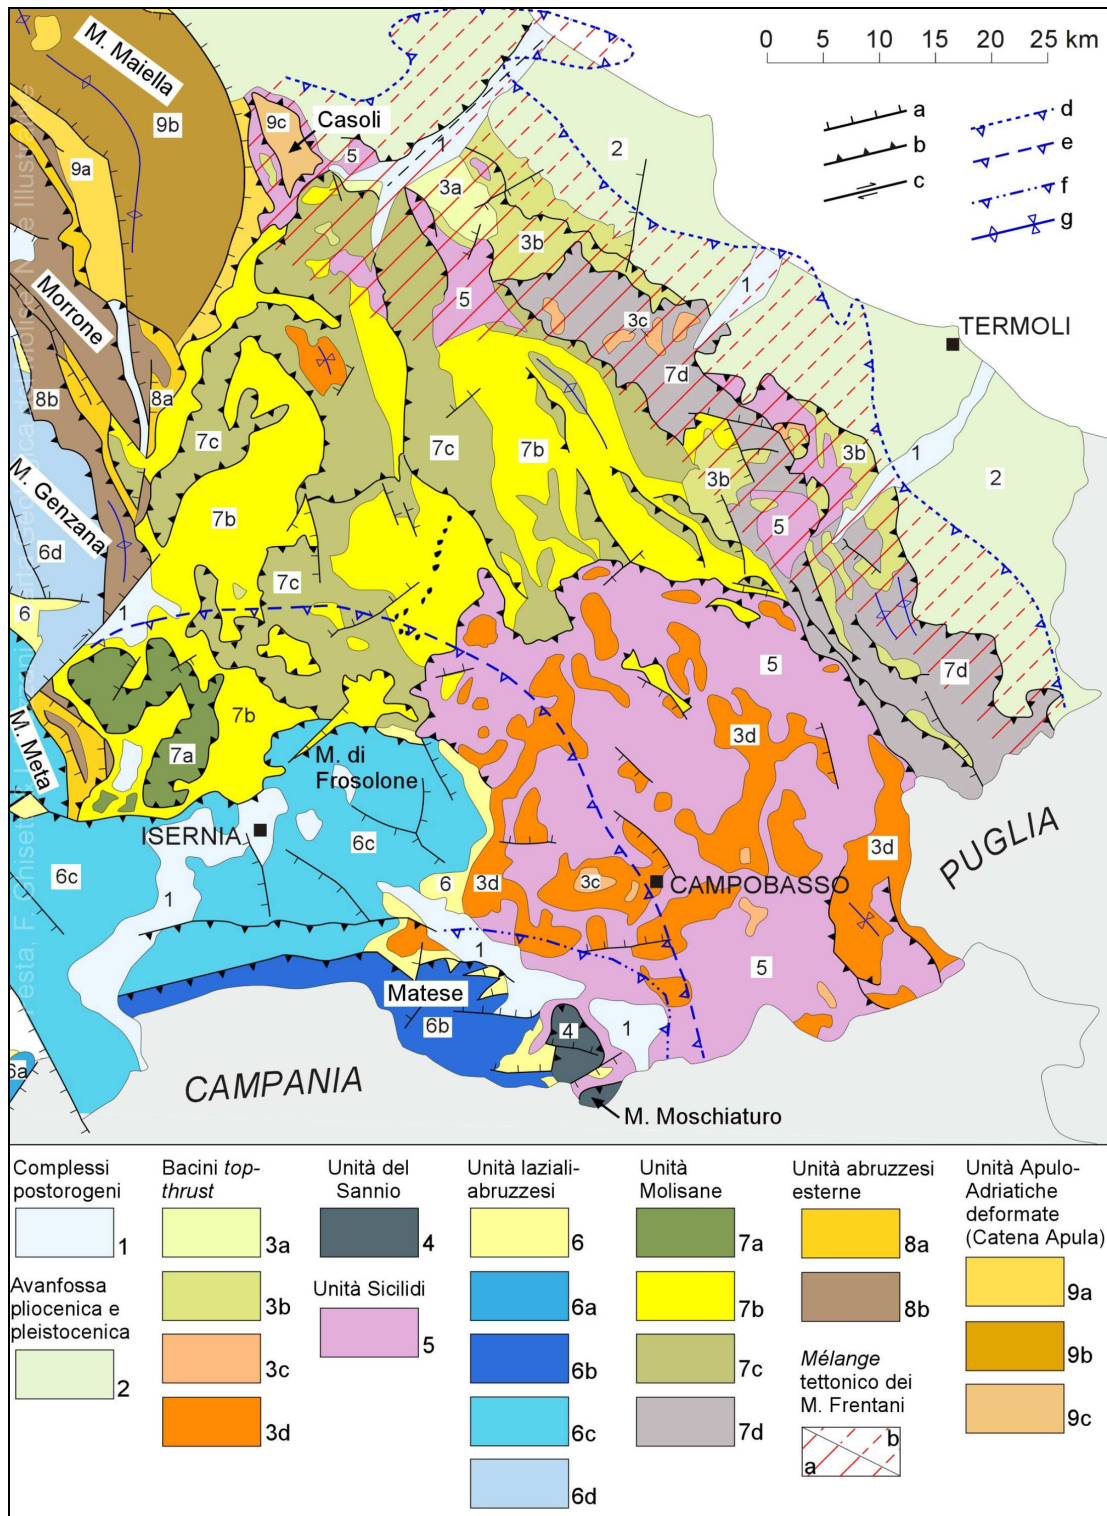 0 5 10 15 20 25 km
M. Maiella
9b
9c
Casoli
1
5
2
a
b
c
d
e
f
g
9a
3a
3b
5
3c
1
TERMOLI
Morrone
8b
8a
7d
7c
7c
7b
3b
3b
1
2
M. Genzana
7b
6d
5
7c
6
1
5
7d
M. Meta
7b
7a
3d
M. di
Frosolone
ISERNIA
6c
6c
3d
PUGLIA
1
6
3d
3c
CAMPOBASSO
1
5
Matese
6b
4
1
6a
CAMPANIA
M. Moschiaturo
Complessi
postorogeni
1
Avanfossa
pliocenica e
pleistocenica
2
Bacini top-
thrust
3a
3b
3c
3d
Unità del
Sannio
4
Unità Sicilidi
5
Unità laziali-
abruzzesi
6
6a
6b
6c
6d
Unità
Molisane
7a
7b
7c
7d
Unità abruzzesi
esterne
8a
8b
Mélange
tettonico dei
M. Frentani
a
b
Unità Apulo-
Adriatiche
deformate
(Catena Apula)
9a
9b
9c